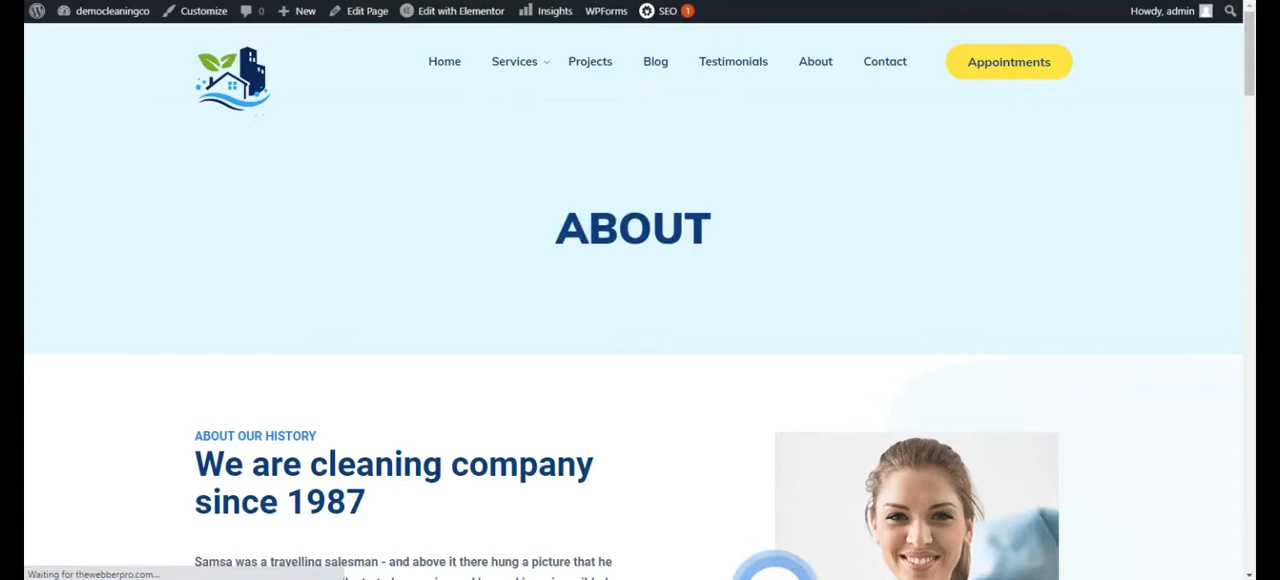 democleaningco Customize 0 New Edit Page Edit with Elementor Insights WPForms SEO 1 Howdy, admin
Home Services Projects Blog Testimonials About Contact Appointments
ABOUT
ABOUT OUR HISTORY
We are cleaning company
since 1987
Samsa was a travelling salesman - and above it there hung a picture that he
Waiting for thewebberpro.com...